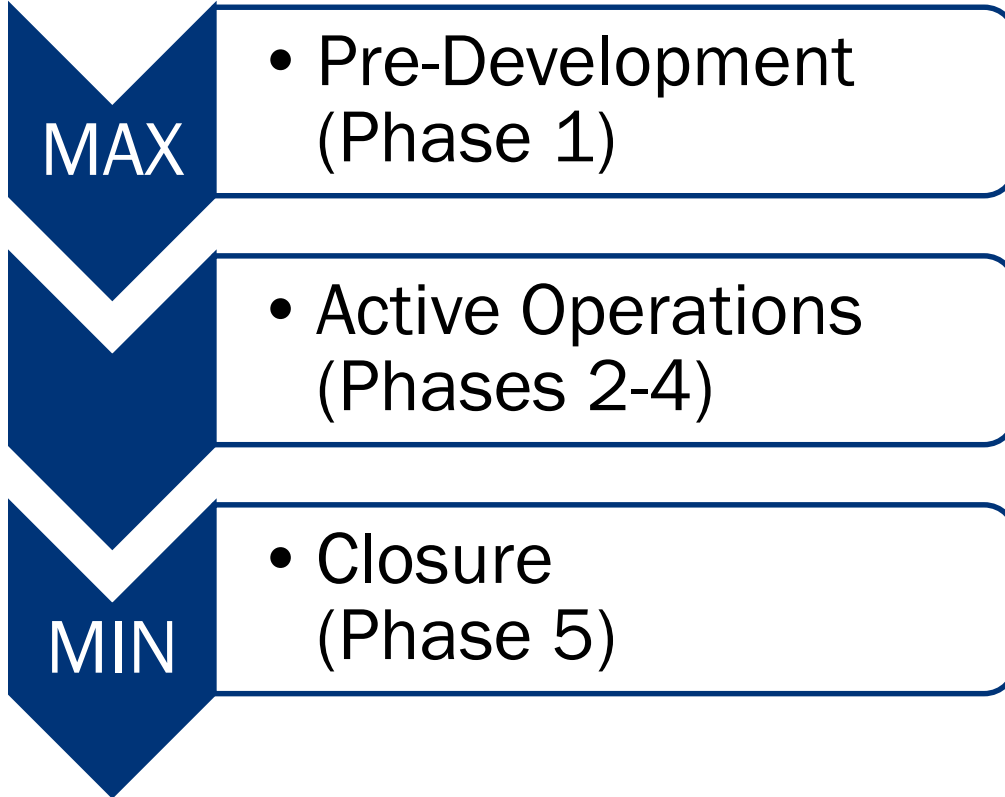 MAX
• Pre-Development
(Phase 1)
• Active Operations
(Phases 2-4)
MIN
• Closure
(Phase 5)